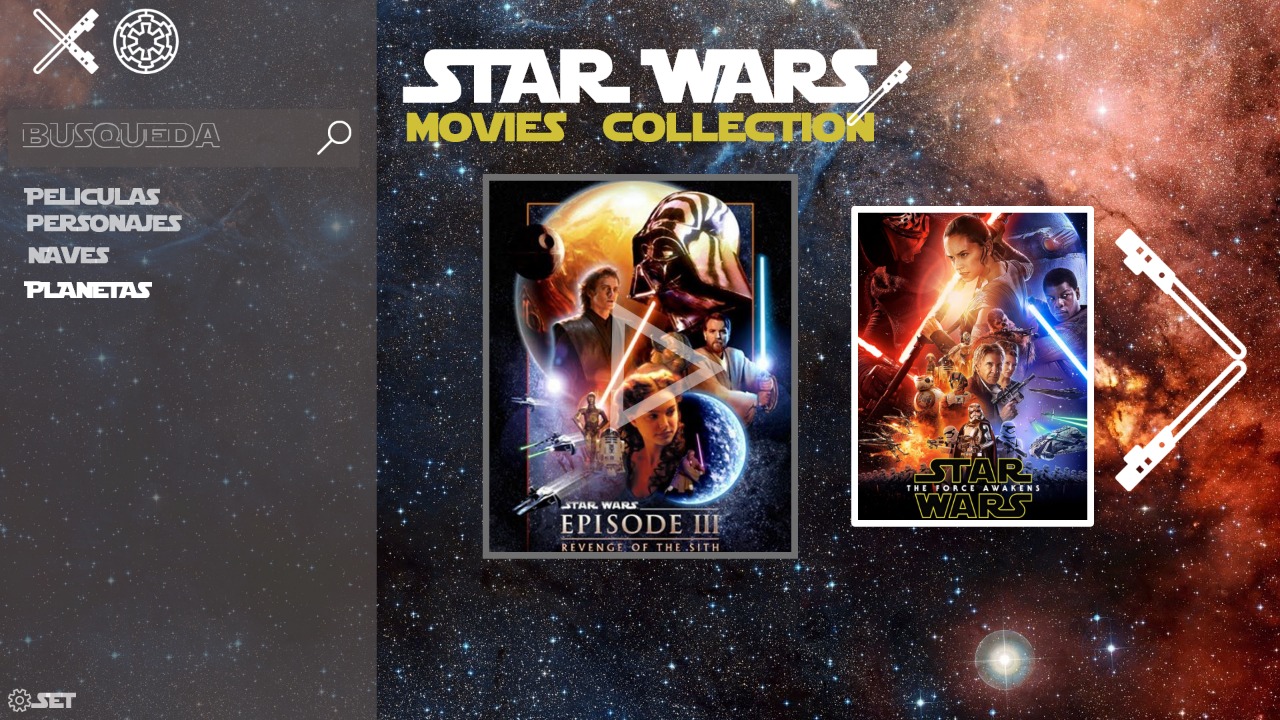 STAR WARS
MOVIES COLLECTION
BUSQUEDA
PELICULAS
PERSONAJES
NAVES
PLANETAS
STAR WARS
EPISODE III
REVENGE OF THE SITH
STAR
THE FORCE AWAKENS
WARS
SET